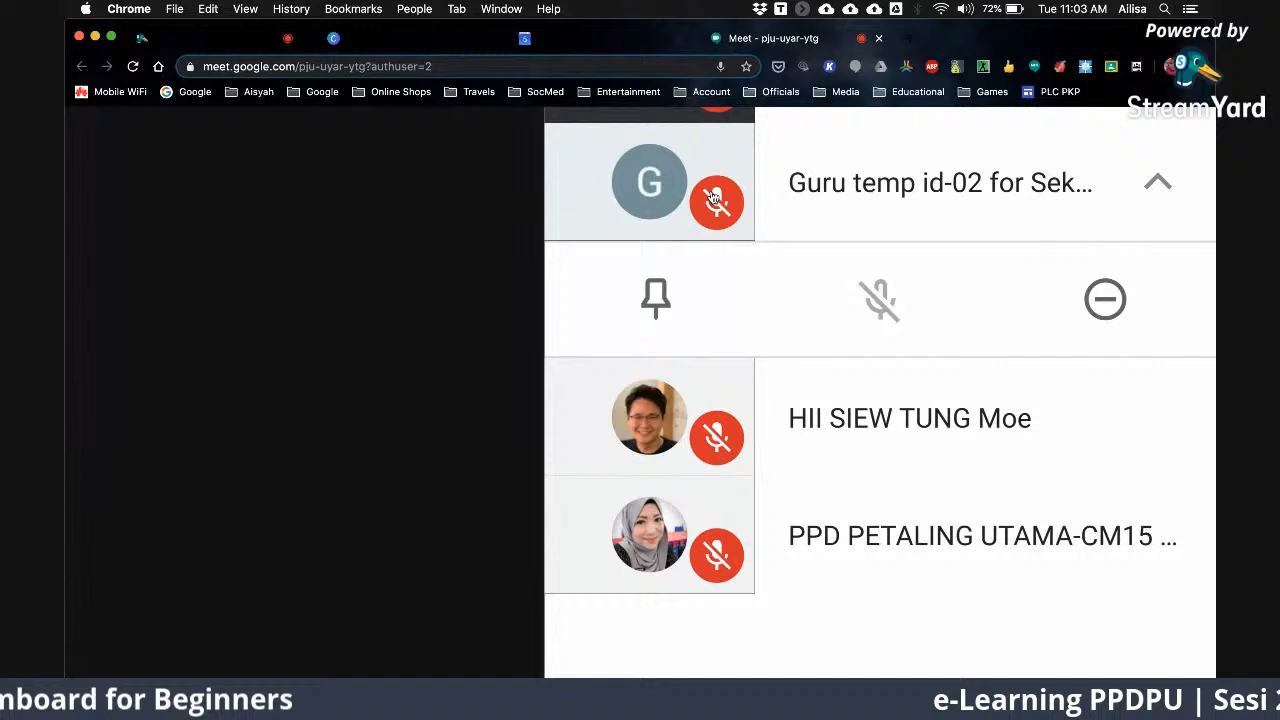 Chrome File Edit View History Bookmarks People Tab Window Help
72% Tue 11:03 AM Ailisa
Powered by
StreamYard
Meet - pju-uyar-ytg
meet.google.com/pju-uyar-ytg?authuser=2
Mobile WiFi Google Aisyah Google Online Shops Travels SocMed Entertainment Account Officials Media Educational Games PLC PKP
G
Guru temp id-02 for Sek...
HII SIEW TUNG Moe
PPD PETALING UTAMA-CM15 ...
mboard for Beginners e-Learning PPDPU | Sesi